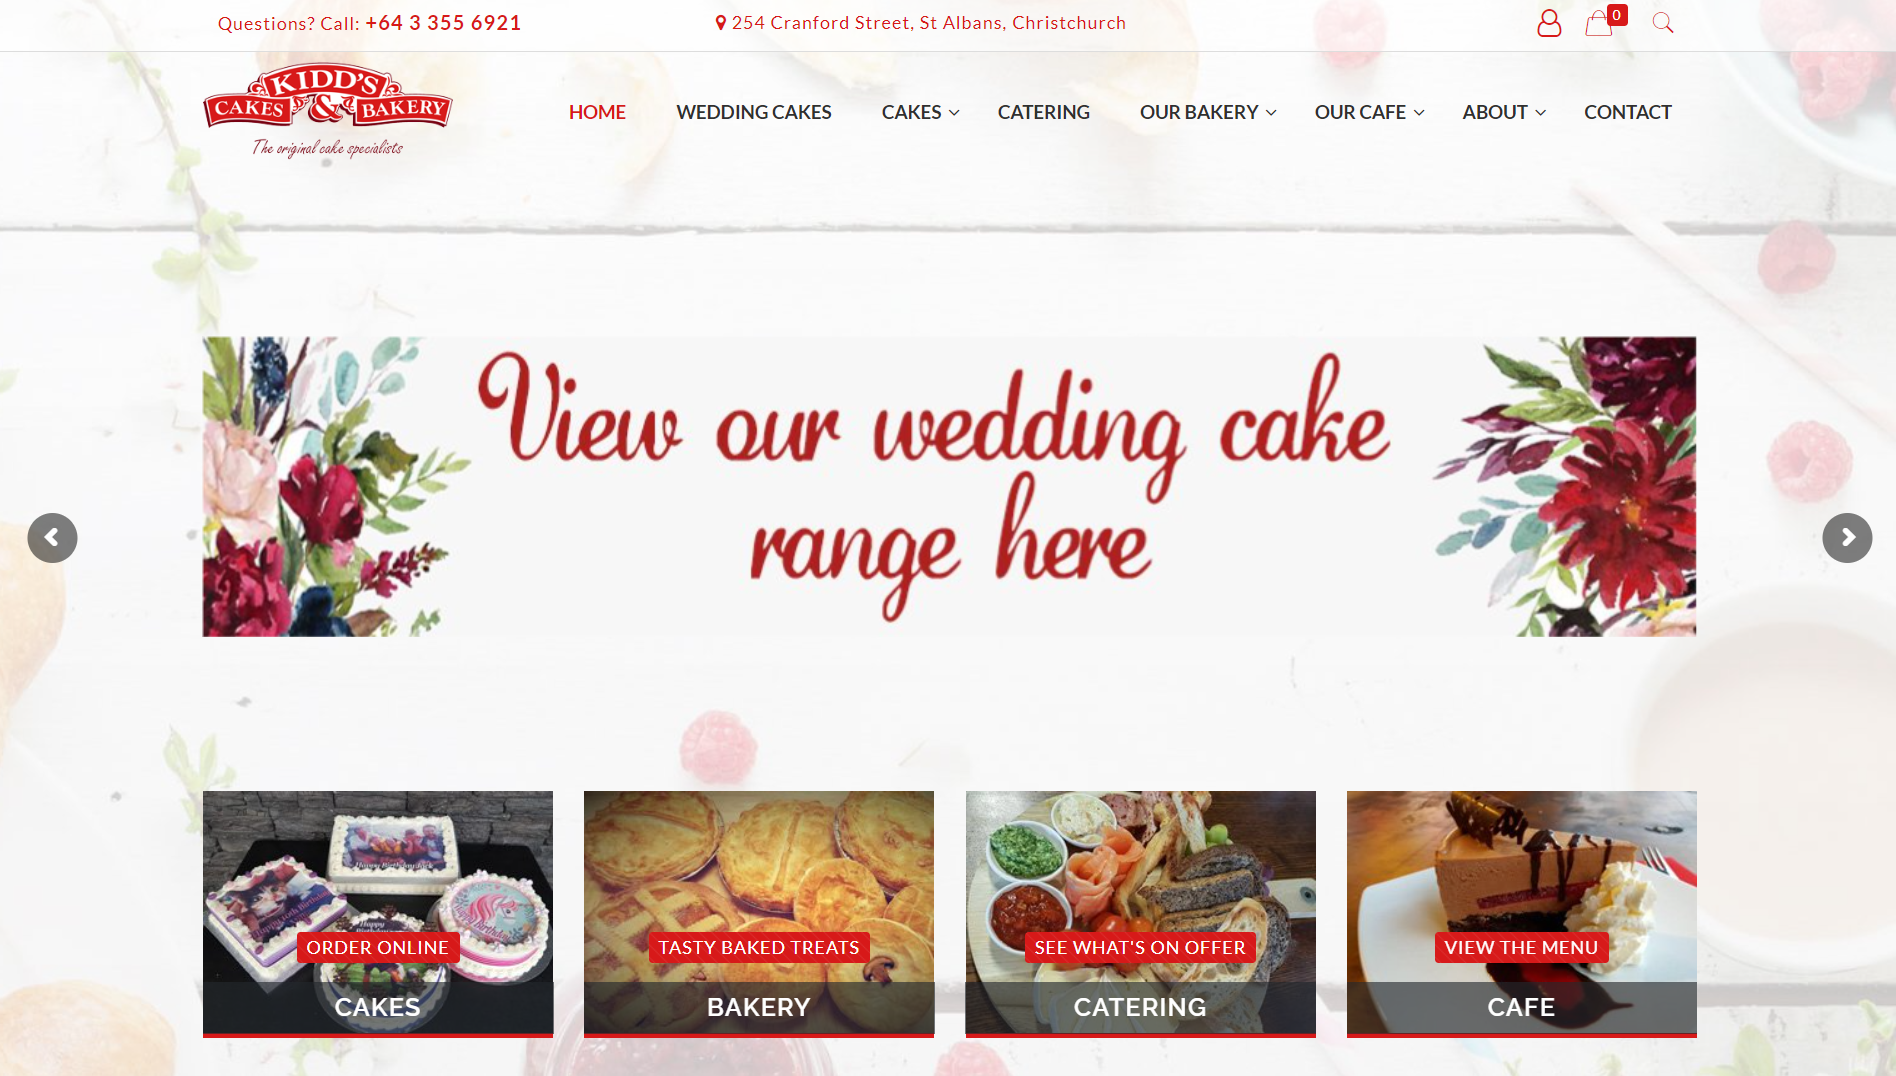 Questions? Call: +64 3 355 6921
254 Cranford Street, St Albans, Christchurch
0
KIDD'S
CAKES & BAKERY
The original cake specialists
HOME
WEDDING CAKES
CAKES
CATERING
OUR BAKERY
OUR CAFE
ABOUT
CONTACT
View our wedding cake
range here
ORDER ONLINE
CAKES
TASTY BAKED TREATS
BAKERY
SEE WHAT'S ON OFFER
CATERING
VIEW THE MENU
CAFE